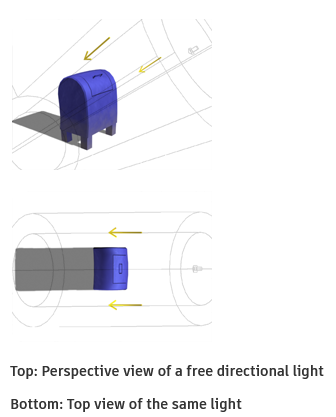 Top: Perspective view of a free directional light
Bottom: Top view of the same light